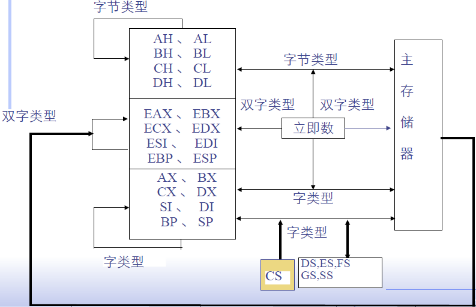 字节类型
AH 、 AL
BH 、 BL
CH 、 CL
DH 、 DL
字节类型
主
存
储
器
双字类型
EAX 、 EBX
ECX 、 EDX
ESI 、 EDI
EBP 、 ESP
双字类型
双字类型
立即数
AX 、 BX
CX 、 DX
SI 、 DI
BP 、 SP
字类型
字类型
字类型
CS
DS,ES,FS
GS,SS